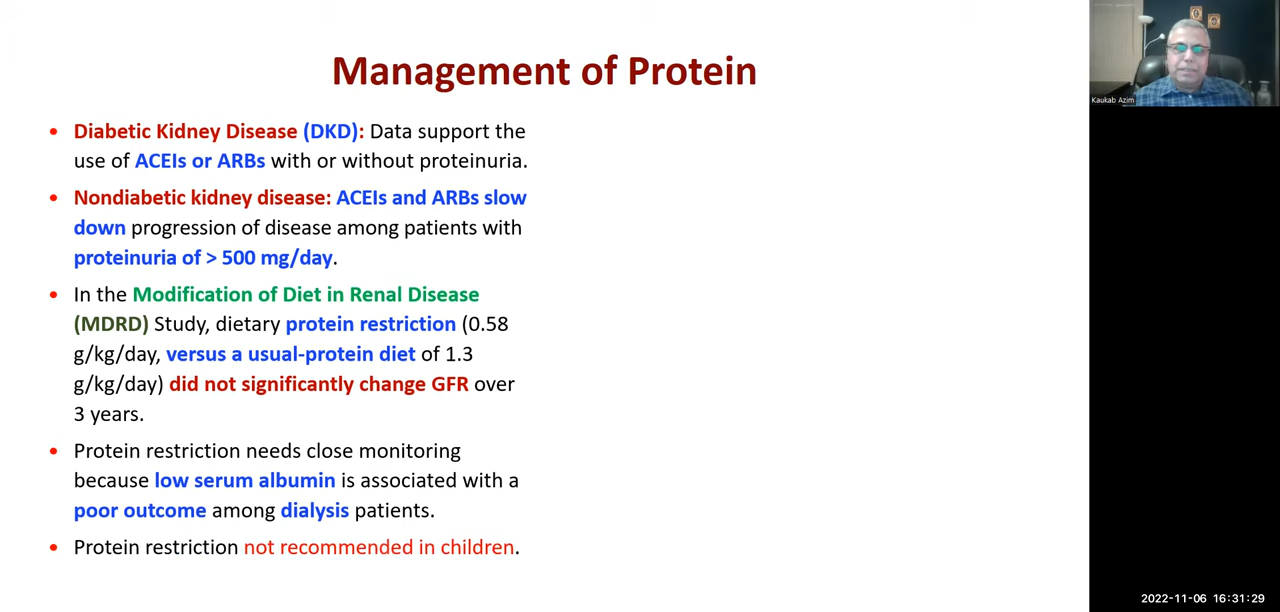 Management of Protein
• Diabetic Kidney Disease (DKD): Data support the
use of ACEIs or ARBs with or without proteinuria.
• Nondiabetic kidney disease: ACEIs and ARBs slow
down progression of disease among patients with
proteinuria of > 500 mg/day.
• In the Modification of Diet in Renal Disease
(MDRD) Study, dietary protein restriction (0.58
g/kg/day, versus a usual-protein diet of 1.3
g/kg/day) did not significantly change GFR over
3 years.
• Protein restriction needs close monitoring
because low serum albumin is associated with a
poor outcome among dialysis patients.
• Protein restriction not recommended in children.
Kaukab Azim
2022-11-06 16:31:29